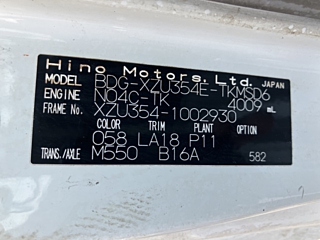 Hino Motors, Ltd. JAPAN
MODEL BDG-XZU354E-TKMSD6
ENGINE NO4C-TK 4009 mL
FRAME No. XZU354-1002930
COLOR TRIM PLANT OPTION
058 LA18 P11
TRANS./AXLE M550 B16A 582